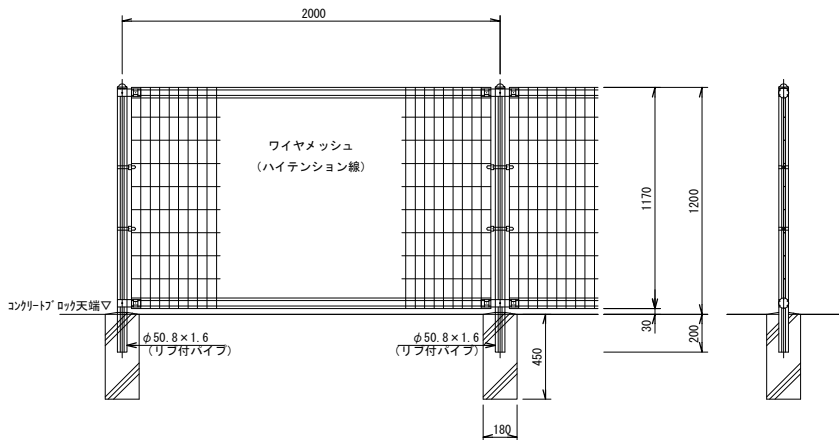 2000
ワイヤメッシュ
(ハイテンション線)
1170
1200
コンクリートブロック天端▽
φ50.8×1.6
(リブ付パイプ)
φ50.8×1.6
(リブ付パイプ)
30
200
450
180